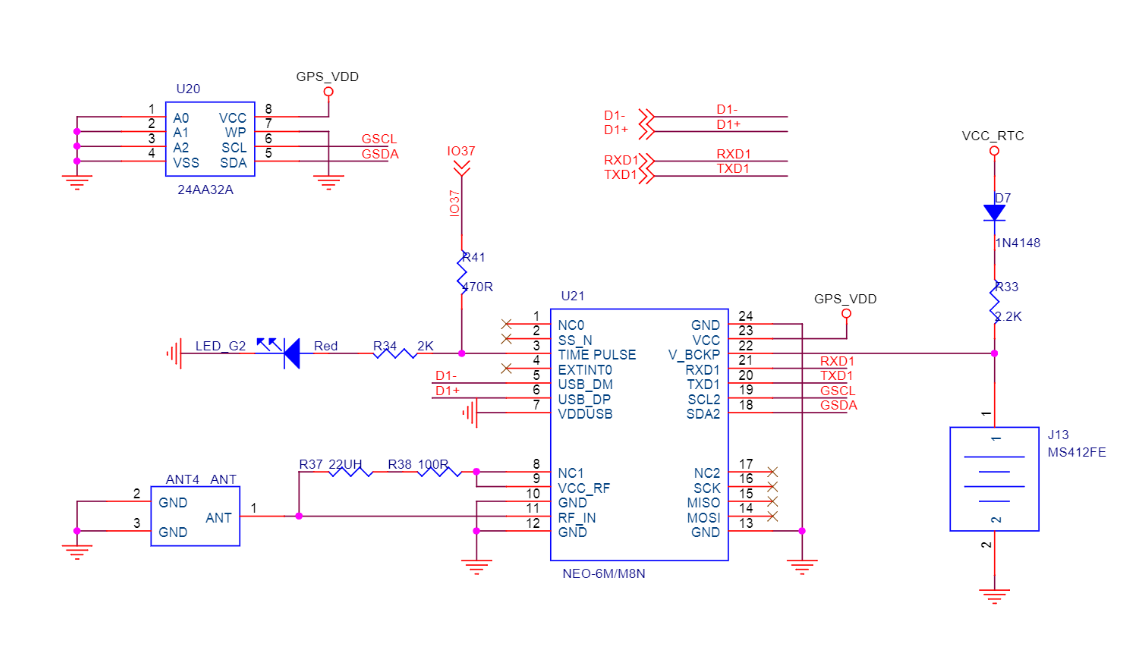 GPS_VDD
U20
1 A0 VCC 8
2 A1 WP 7
3 A2 SCL 6 GSCL
4 VSS SDA 5 GSDA
24AA32A
D1- D1-
D1+ D1+
RXD1 RXD1
TXD1 TXD1
IO37
IO37
R41
470R
VCC_RTC
D7
1N4148
R33
2.2K
U21
GPS_VDD
1 NC0 GND 24
2 SS_N VCC 23
LED_G2 Red R34 2K 3 TIME PULSE V_BCKP 22
4 EXTINT0 RXD1 21 RXD1
D1- 5 USB_DM TXD1 20 TXD1
D1+ 6 USB_DP SCL2 19 GSCL
7 VDDUSB SDA2 18 GSDA
R37 22UH R38 100R 8 NC1 NC2 17
9 VCC_RF SCK 16
10 GND MISO 15
11 RF_IN MOSI 14
12 GND GND 13
NEO-6M/M8N
ANT4 ANT
2 GND
ANT 1
3 GND
1
1
J13
MS412FE
2
2